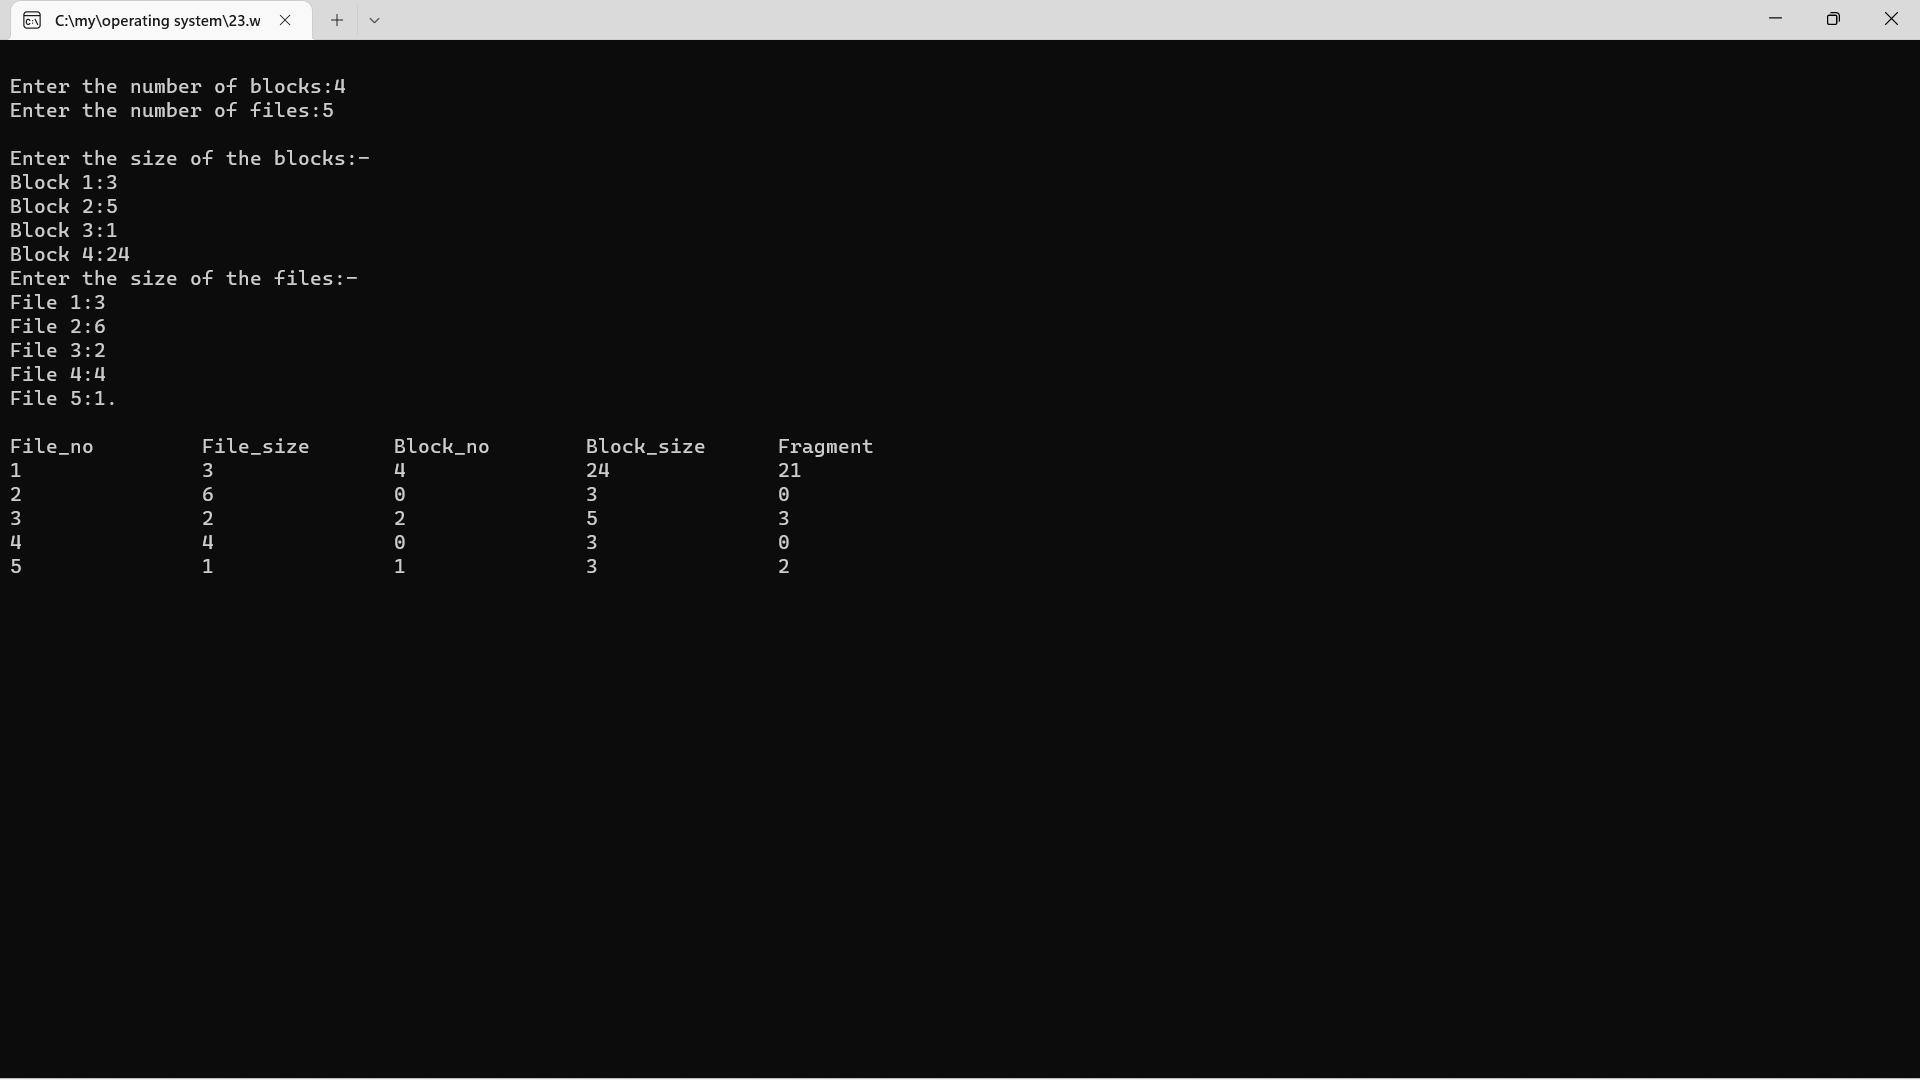 C:\my\operating system\23.w
Enter the number of blocks:4
Enter the number of files:5
Enter the size of the blocks:-
Block 1:3
Block 2:5
Block 3:1
Block 4:24
Enter the size of the files:-
File 1:3
File 2:6
File 3:2
File 4:4
File 5:1.
File_no File_size Block_no Block_size Fragment
1 3 4 24 21
2 6 0 3 0
3 2 2 5 3
4 4 0 3 0
5 1 1 3 2